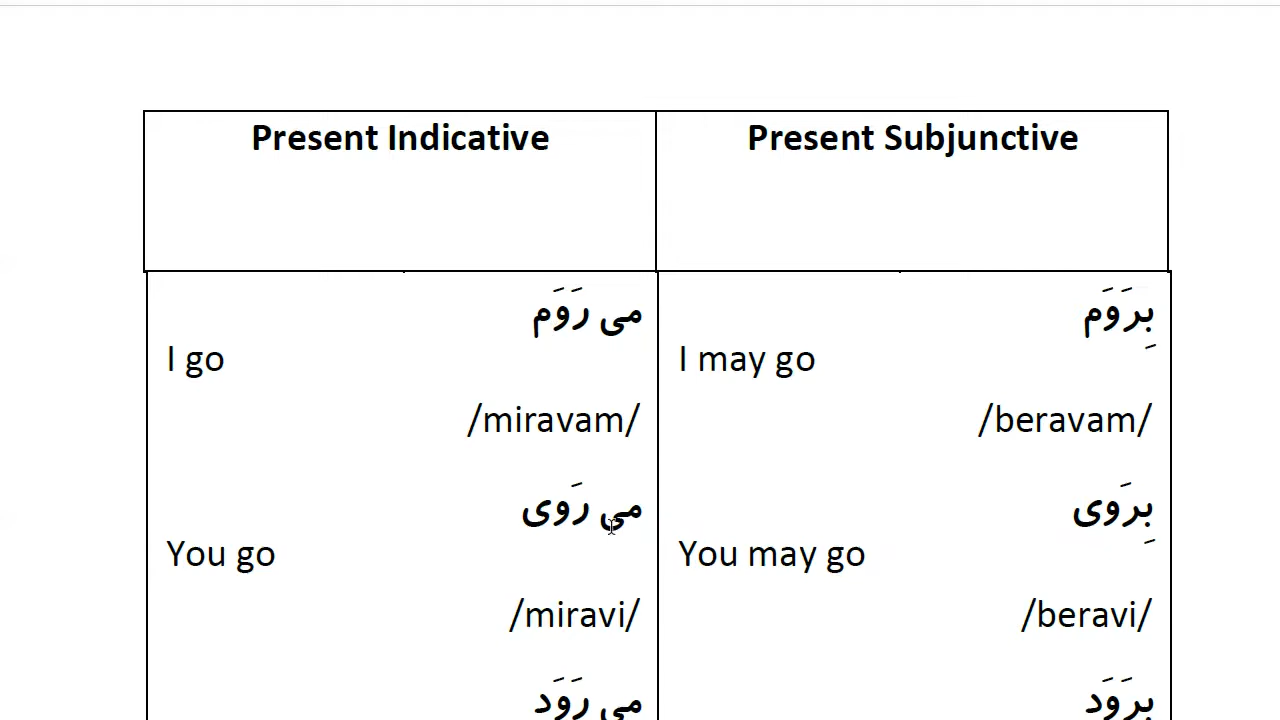 Present Indicative
Present Subjunctive
می رَوَم
I go
/miravam/
بِرَوَم
I may go
/beravam/
می رَوی
You go
/miravi/
بِرَوی
You may go
/beravi/
می رَوَد
بِرَوَد